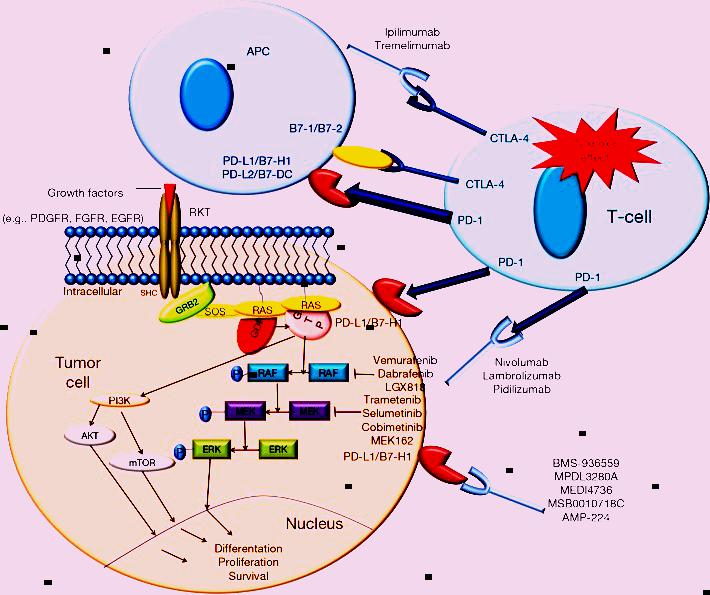 Ipilimumab
Tremelimumab
APC
B7-1/B7-2
CTLA-4
PD-L1/B7-H1
PD-L2/B7-DC
CTLA-4
Growth factors
RKT
(e.g., PDGFR, FGFR, EGFR)
PD-1
T-cell
PD-1
PD-1
Intracellular
SHC
GRB2
SOS
RAS
RAS
GTP
PD-L1/B7-H1
Tumor
cell
Vemurafenib
Dabrafenib
LGX818
Nivolumab
Lambrolizumab
Pidilizumab
P
RAF
RAF
PI3K
Trametenib
Selumetinib
Cobimetinib
MEK162
P
MEK
MEK
AKT
mTOR
P
ERK
ERK
PD-L1/B7-H1
BMS-936559
MPDL3280A
MEDI4736
MSB0010718C
AMP-224
Nucleus
Differentation
Proliferation
Survival